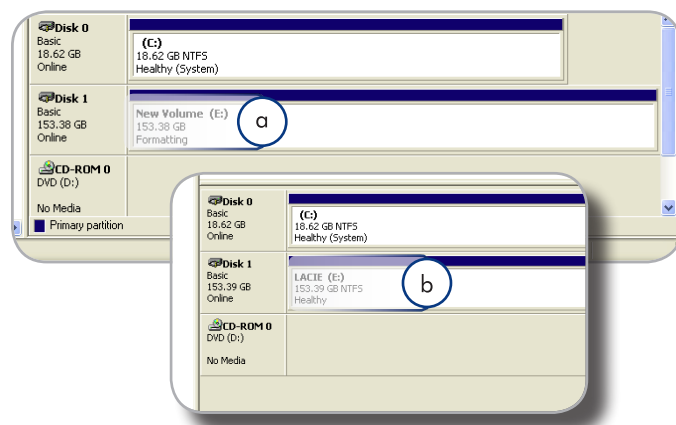 Disk 0
Basic
18.62 GB
Online
(C:)
18.62 GB NTFS
Healthy (System)
Disk 1
Basic
153.38 GB
Online
New Volume (E:)
153.38 GB
Formatting
a
CD-ROM 0
DVD (D:)
No Media
Primary partition
Disk 0
Basic
18.62 GB
Online
(C:)
18.62 GB NTFS
Healthy (System)
Disk 1
Basic
153.39 GB
Online
LACIE (E:)
153.39 GB NTFS
Healthy
b
CD-ROM 0
DVD (D:)
No Media